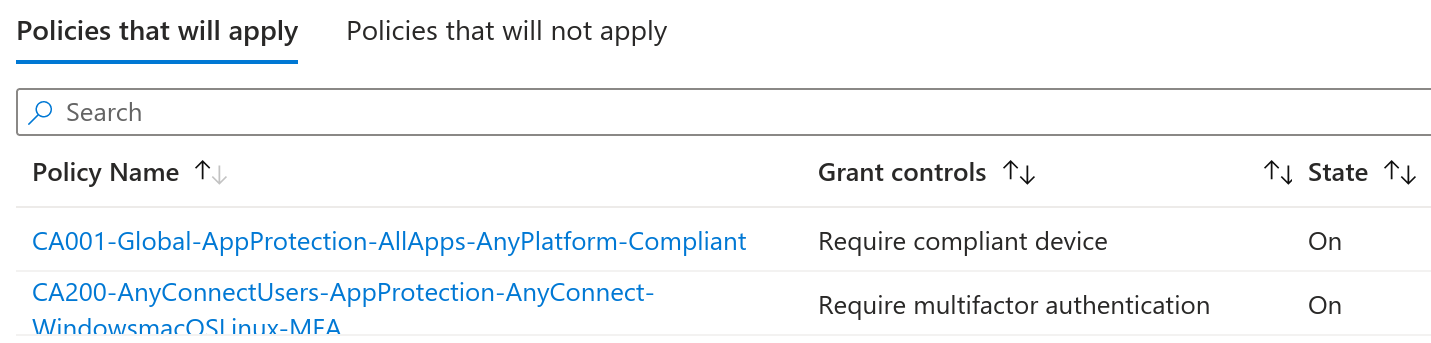 Policies that will apply Policies that will not apply
Search
Policy Name Grant controls State
CA001-Global-AppProtection-AllApps-AnyPlatform-Compliant Require compliant device On
CA200-AnyConnectUsers-AppProtection-AnyConnect-
WindowsmacOSLinux-MFA Require multifactor authentication On